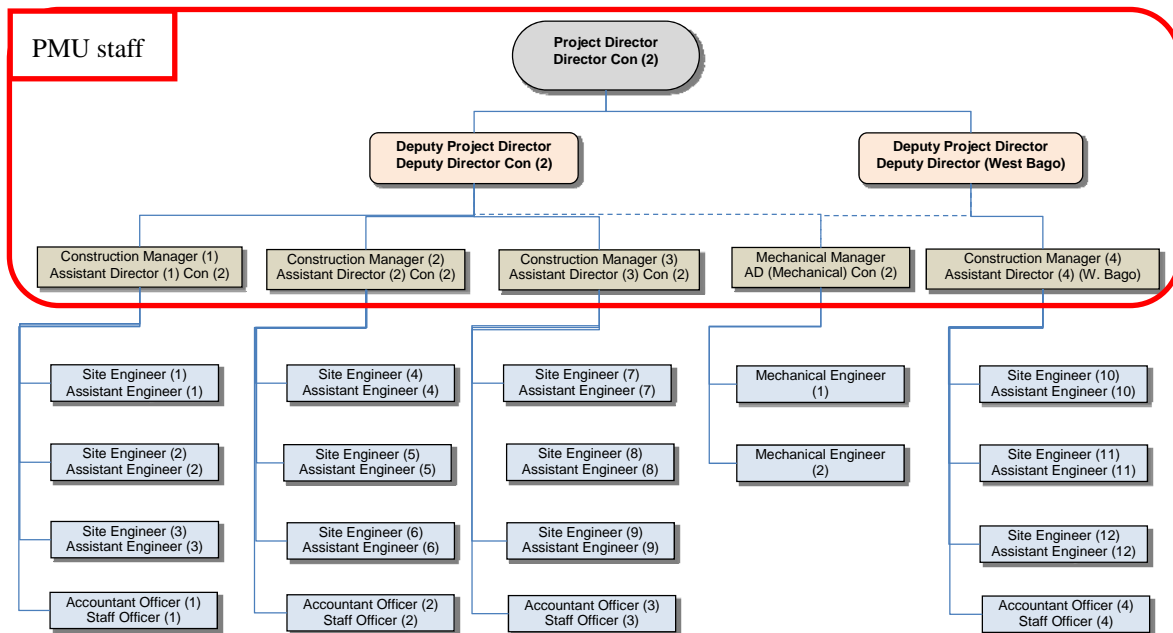 PMU staff
Project Director
Director Con (2)
Deputy Project Director
Deputy Director Con (2)
Deputy Project Director
Deputy Director (West Bago)
Construction Manager (1)
Assistant Director (1) Con (2)
Construction Manager (2)
Assistant Director (2) Con (2)
Construction Manager (3)
Assistant Director (3) Con (2)
Mechanical Manager
AD (Mechanical) Con (2)
Construction Manager (4)
Assistant Director (4) (W. Bago)
Site Engineer (1)
Assistant Engineer (1)
Site Engineer (4)
Assistant Engineer (4)
Site Engineer (7)
Assistant Engineer (7)
Mechanical Engineer
(1)
Site Engineer (10)
Assistant Engineer (10)
Site Engineer (2)
Assistant Engineer (2)
Site Engineer (5)
Assistant Engineer (5)
Site Engineer (8)
Assistant Engineer (8)
Mechanical Engineer
(2)
Site Engineer (11)
Assistant Engineer (11)
Site Engineer (3)
Assistant Engineer (3)
Site Engineer (6)
Assistant Engineer (6)
Site Engineer (9)
Assistant Engineer (9)
Site Engineer (12)
Assistant Engineer (12)
Accountant Officer (1)
Staff Officer (1)
Accountant Officer (2)
Staff Officer (2)
Accountant Officer (3)
Staff Officer (3)
Accountant Officer (4)
Staff Officer (4)